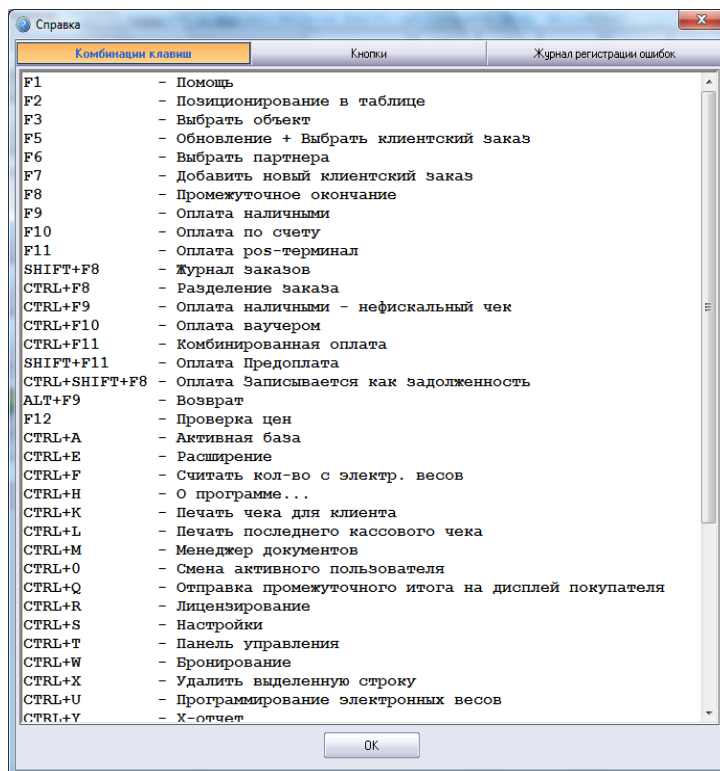 Справка
Комбинации клавиш Кнопки Журнал регистрации ошибок
F1 - Помощь
F2 - Позиционирование в таблице
F3 - Выбрать объект
F5 - Обновление + Выбрать клиентский заказ
F6 - Выбрать партнера
F7 - Добавить новый клиентский заказ
F8 - Промежуточное окончание
F9 - Оплата наличными
F10 - Оплата по счету
F11 - Оплата pos-терминал
SHIFT+F8 - Журнал заказов
CTRL+F8 - Разделение заказа
CTRL+F9 - Оплата наличными - нефискальный чек
CTRL+F10 - Оплата ваучером
CTRL+F11 - Комбинированная оплата
SHIFT+F11 - Оплата Предоплата
CTRL+SHIFT+F8 - Оплата Записывается как задолженность
ALT+F9 - Возврат
F12 - Проверка цен
CTRL+A - Активная база
CTRL+E - Расширение
CTRL+F - Считать кол-во с электр. весов
CTRL+H - О программе...
CTRL+K - Печать чека для клиента
CTRL+L - Печать последнего кассового чека
CTRL+M - Менеджер документов
CTRL+0 - Смена активного пользователя
CTRL+Q - Отправка промежуточного итога на дисплей покупателя
CTRL+R - Лицензирование
CTRL+S - Настройки
CTRL+T - Панель управления
CTRL+W - Бронирование
CTRL+X - Удалить выделенную строку
CTRL+U - Программирование электронных весов
CTRL+Y - X-отчет
OK